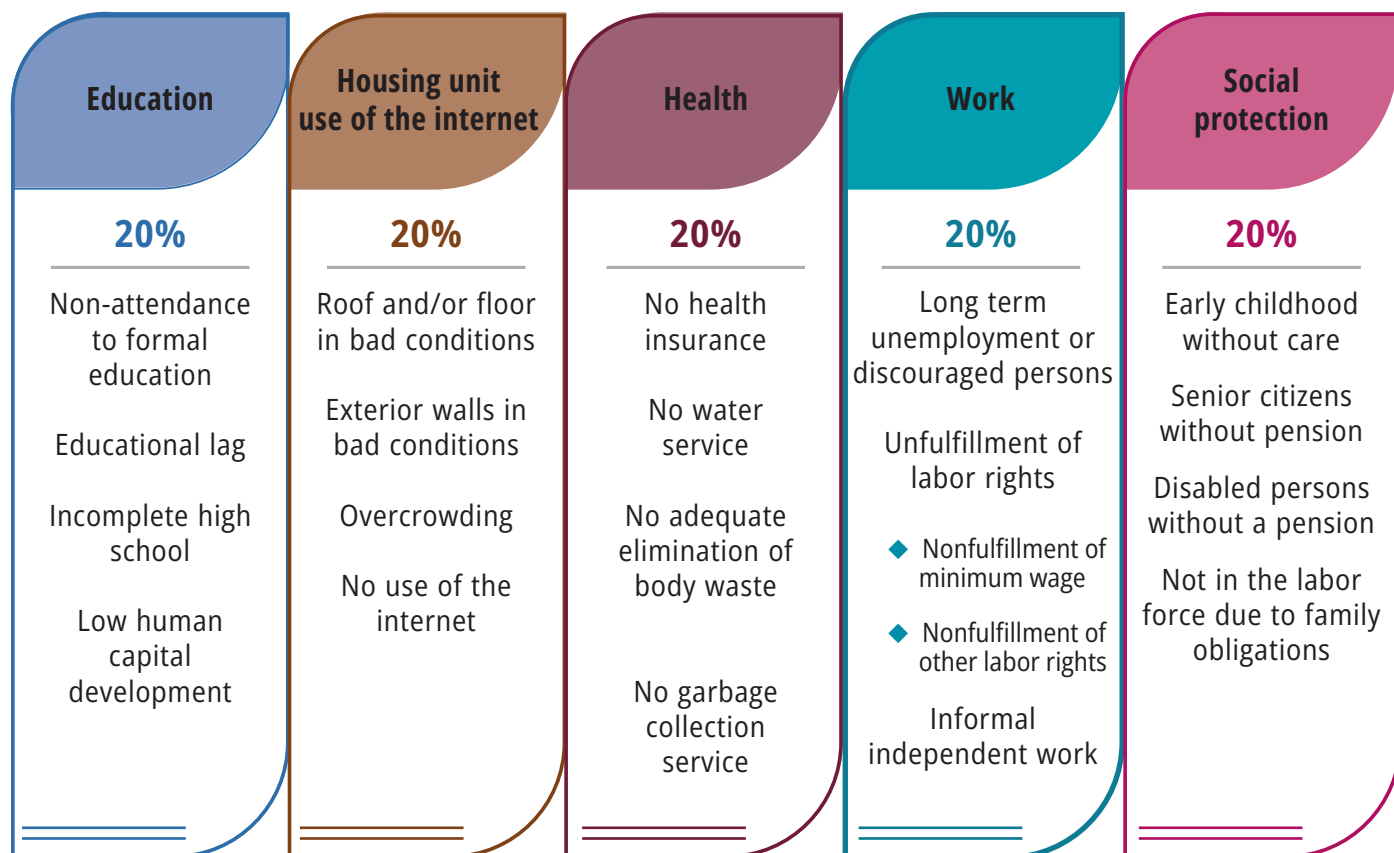 Education
20%
Non-attendance
to formal
education
Educational lag
Incomplete high
school
Low human
capital
development
Housing unit
use of the internet
20%
Roof and/or floor
in bad conditions
Exterior walls in
bad conditions
Overcrowding
No use of the
internet
Health
20%
No health
insurance
No water
service
No adequate
elimination of
body waste
No garbage
collection
service
Work
20%
Long term
unemployment or
discouraged persons
Unfulfillment of
labor rights
Nonfulfillment of
minimum wage
Nonfulfillment of
other labor rights
Informal
independent work
Social
protection
20%
Early childhood
without care
Senior citizens
without pension
Disabled persons
without a pension
Not in the labor
force due to family
obligations